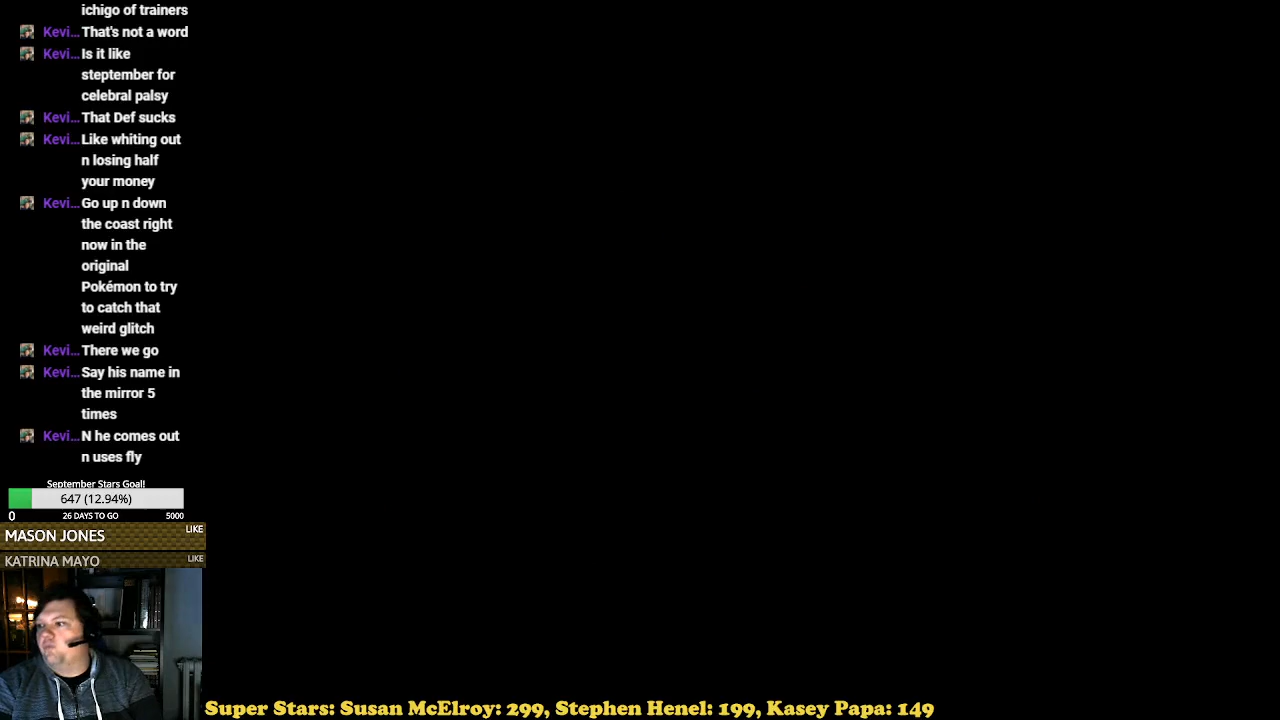 ichigo of trainers
Kevi... That's not a word
Kevi... Is it like
steptember for
celebral palsy
Kevi... That Def sucks
Kevi... Like whiting out
n losing half
your money
Kevi... Go up n down
the coast right
now in the
original
Pokémon to try
to catch that
weird glitch
Kevi... There we go
Kevi... Say his name in
the mirror 5
times
Kevi... N he comes out
n uses fly
September Stars Goal!
647 (12.94%)
0 26 DAYS TO GO 5000
MASON JONES LIKE
KATRINA MAYO LIKE
Super Stars: Susan McElroy: 299, Stephen Henel: 199, Kasey Papa: 149